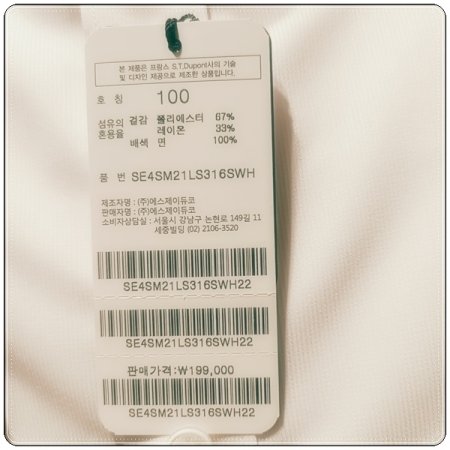 본 제품은 프랑스 S.T.Dupont사의 기술
및 디자인 제공으로 제조한 상품입니다.
호 칭 100
섬유의 겉감 폴리에스터 67%
혼용율 레이온 33%
배색 면 100%
품 번 SE4SM21LS316SWH
제조자명 : (주)에스제이듀코
판매자명 : (주)에스제이듀코
소비자상담실 : 서울시 강남구 논현로 149길 11
세중빌딩 (02) 2106-3520
SE4SM21LS316SWH22
SE4SM21LS316SWH22
판매가격:₩199,000
SE4SM21LS316SWH22